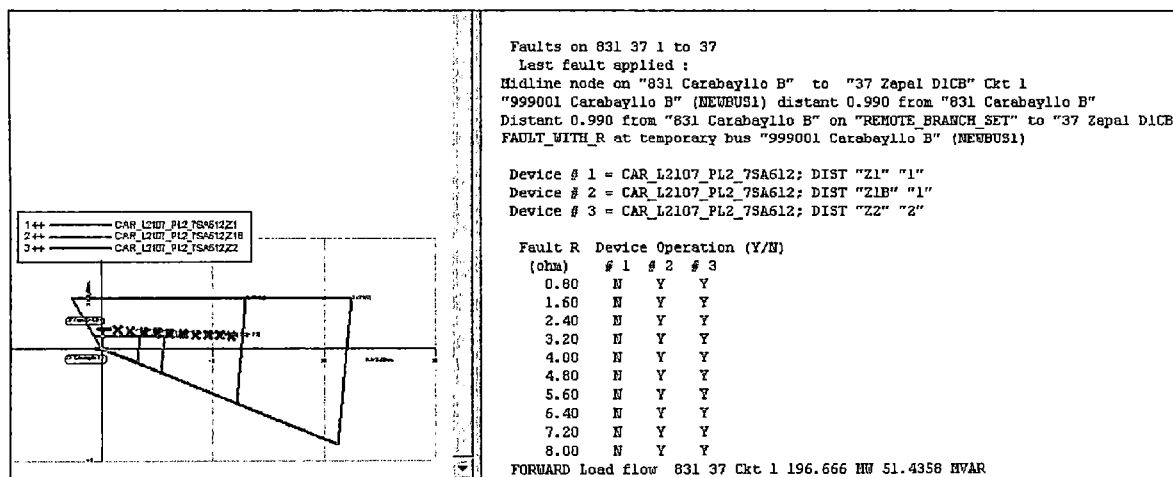 1 ++ CAR_L2107_PL2_7SA612Z1
2 ++ CAR_L2107_PL2_7SA612Z1B
3 ++ CAR_L2107_PL2_7SA612Z2
Faults on 831 37 1 to 37
Last fault applied :
Midline node on "831 Carabayllo B" to "37 Zapal D1CB" Ckt 1
"999001 Carabayllo B" (NEWBUS1) distant 0.990 from "831 Carabayllo B"
Distant 0.990 from "831 Carabayllo B" on "REMOTE_BRANCH_SET" to "37 Zapal D1CB
FAULT_WITH_R at temporary bus "999001 Carabayllo B" (NEWBUS1)
Device # 1 = CAR_L2107_PL2_7SA612; DIST "Z1" "1"
Device # 2 = CAR_L2107_PL2_7SA612; DIST "Z1B" "1"
Device # 3 = CAR_L2107_PL2_7SA612; DIST "Z2" "2"
Fault R Device Operation (Y/N)
(ohm) # 1 # 2 # 3
0.80 N Y Y
1.60 N Y Y
2.40 N Y Y
3.20 N Y Y
4.00 N Y Y
4.80 N Y Y
5.60 N Y Y
6.40 N Y Y
7.20 N Y Y
8.00 N Y Y
FORWARD Load flow 831 37 Ckt 1 196.666 MW 51.4358 MVAR